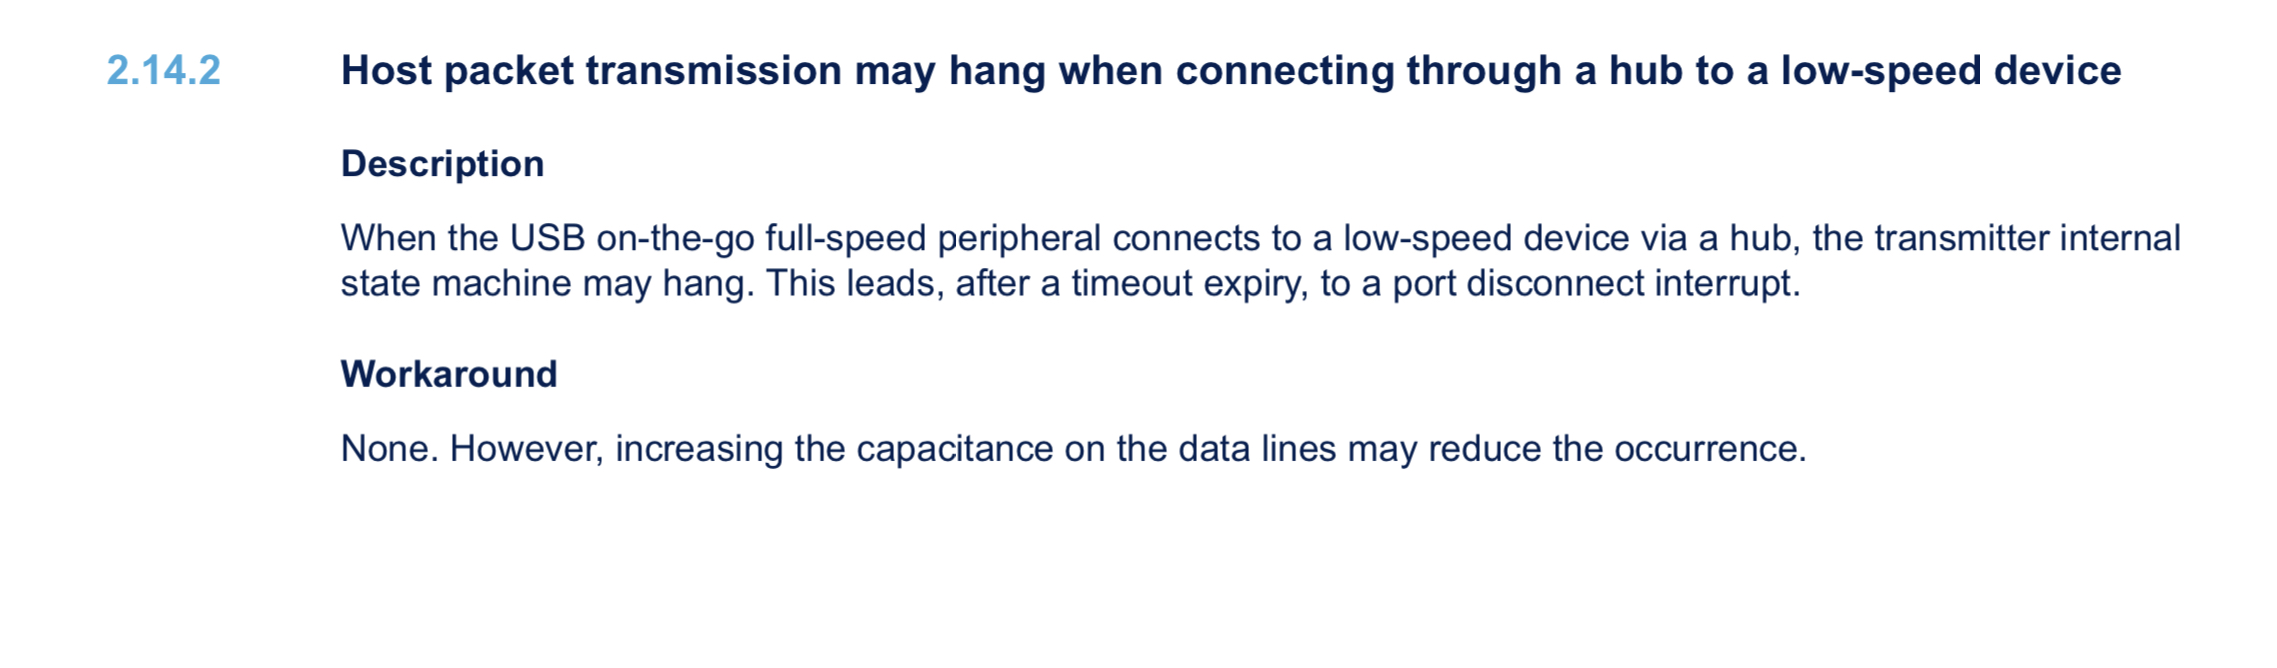 2.14.2 Host packet transmission may hang when connecting through a hub to a low-speed device
Description
When the USB on-the-go full-speed peripheral connects to a low-speed device via a hub, the transmitter internal
state machine may hang. This leads, after a timeout expiry, to a port disconnect interrupt.
Workaround
None. However, increasing the capacitance on the data lines may reduce the occurrence.